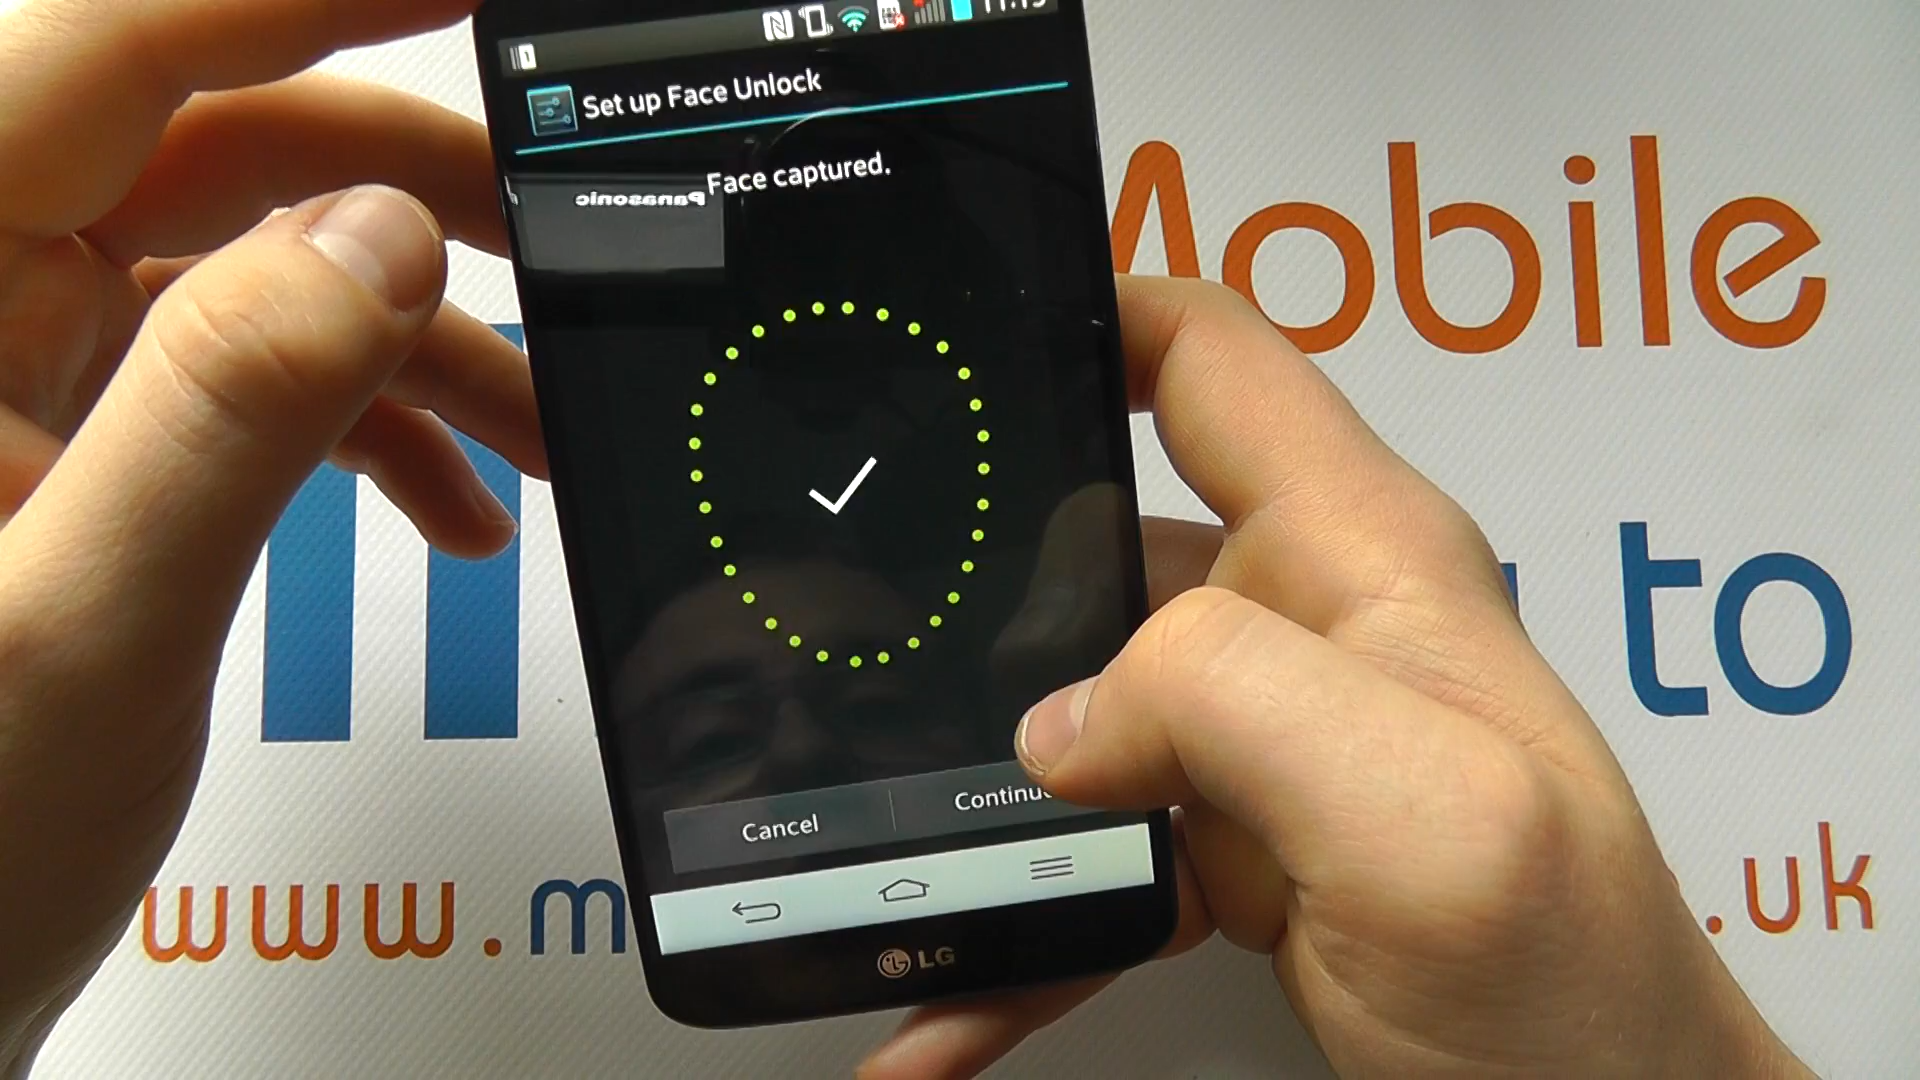 Set up Face Unlock
Face captured.
Panasonic
Cancel
Continu
LG
Mobile
to
www.m
.uk